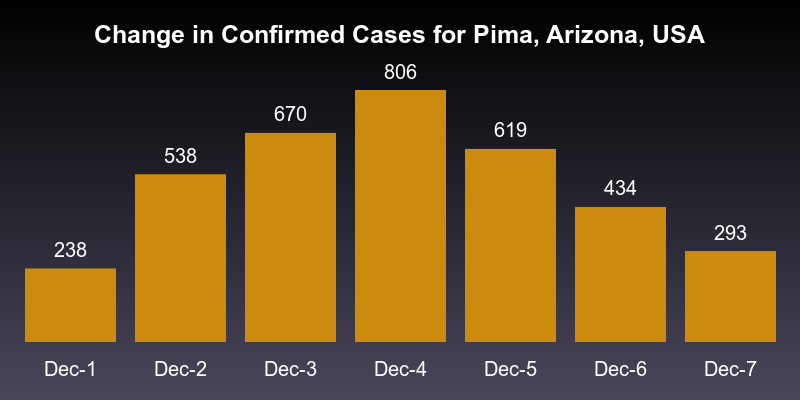 Change in Confirmed Cases for Pima, Arizona, USA
238 538 670 806 619 434 293
Dec-1 Dec-2 Dec-3 Dec-4 Dec-5 Dec-6 Dec-7